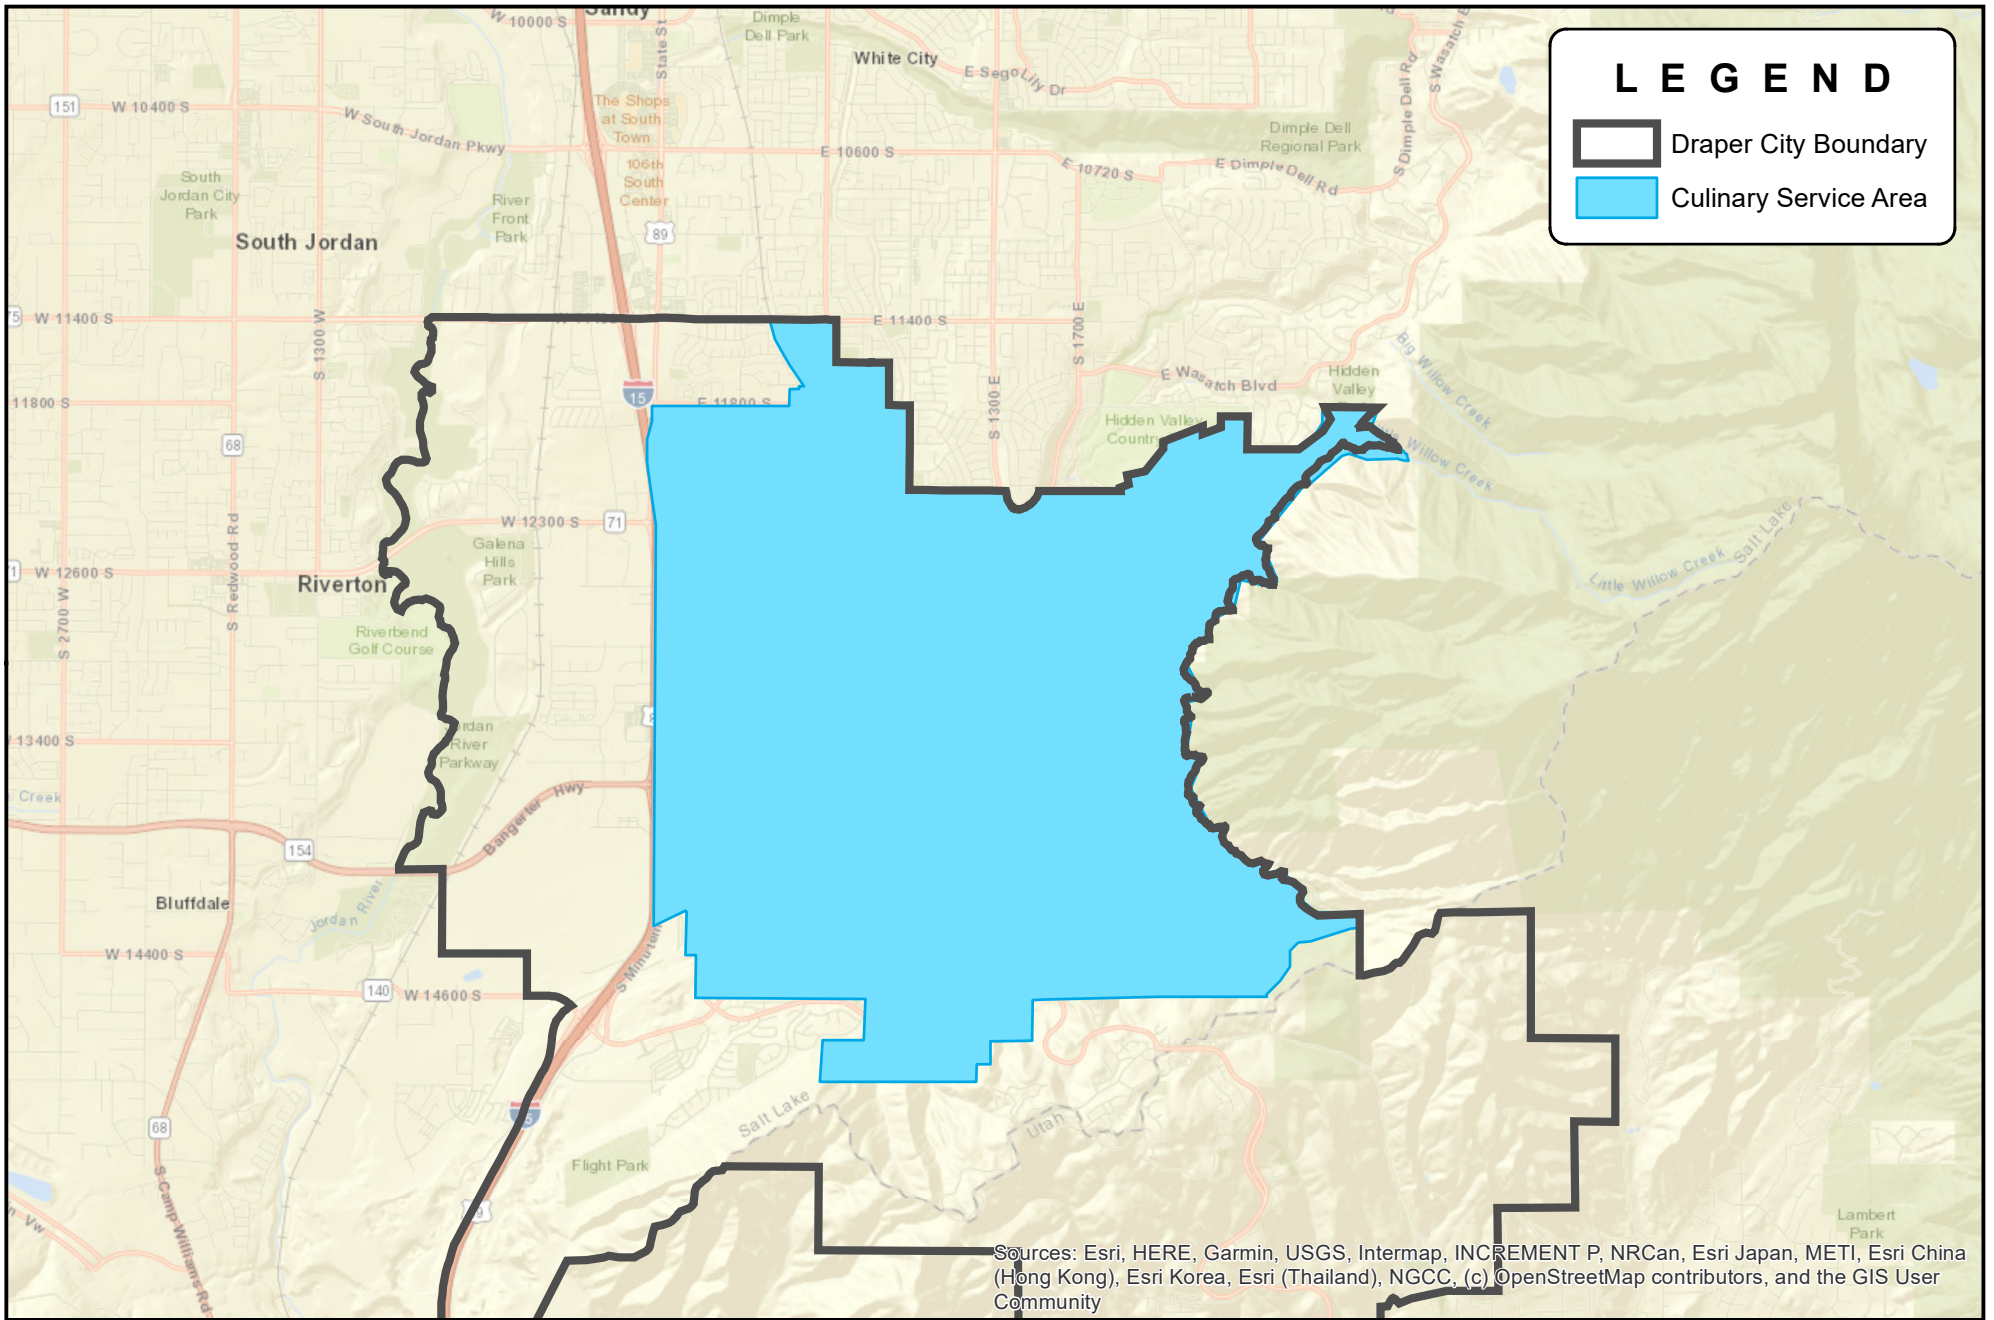 Sandy
W 10000 S
State St
Dimple
Dell Park
White City
E Sego Lily Dr
S Dimple Dell Rd
S Wasatch B
L E G E N D
Draper City Boundary
Culinary Service Area
151
W 10400 S
W South Jordan Pkwy
The Shops
at South
Town
106th
South
Center
E 10600 S
E 10720 S
Dimple Dell
Regional Park
E Dimple Dell Rd
South
Jordan City
Park
River
Front
Park
South Jordan
89
W 11400 S
E 11400 S
S 1300 W
S 1700 E
S 1300 E
E Wasatch Blvd
Hidden
Valley
Big Willow Creek
11800 S
15
E 11800 S
68
Hidden Valley
Country
Willow Creek
W 12300 S
71
Galena
Hills
Park
W 12600 S
Riverton
S Redwood Rd
S 2700 W
Riverbend
Golf Course
Little Willow Creek
Salt Lake
13400 S
Jordan
River
Parkway
Creek
Bangerter Hwy
154
Bluffdale
Jordan River
W 14400 S
140
W 14600 S
S Minutem
68
15
Salt Lake
Utah
Flight Park
S Camp Williams Rd
n Vw
Lambert
Park
Sources: Esri, HERE, Garmin, USGS, Intermap, INCREMENT P, NRCan, Esri Japan, METI, Esri China
(Hong Kong), Esri Korea, Esri (Thailand), NGCC, (c) OpenStreetMap contributors, and the GIS User
Community